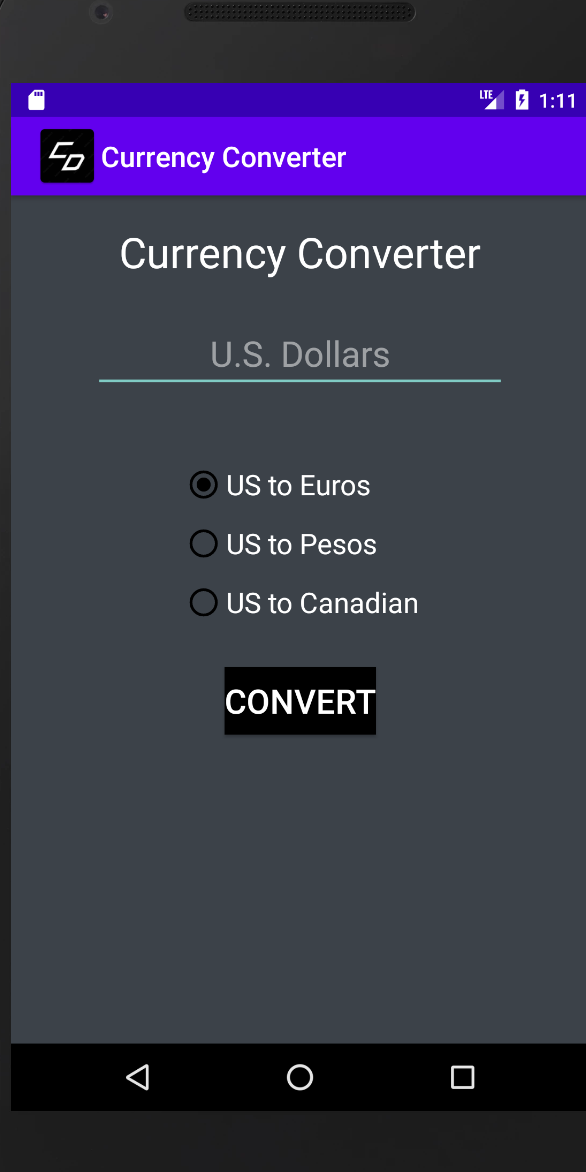 LTE 1:11
Currency Converter
Currency Converter
U.S. Dollars
US to Euros
US to Pesos
US to Canadian
CONVERT